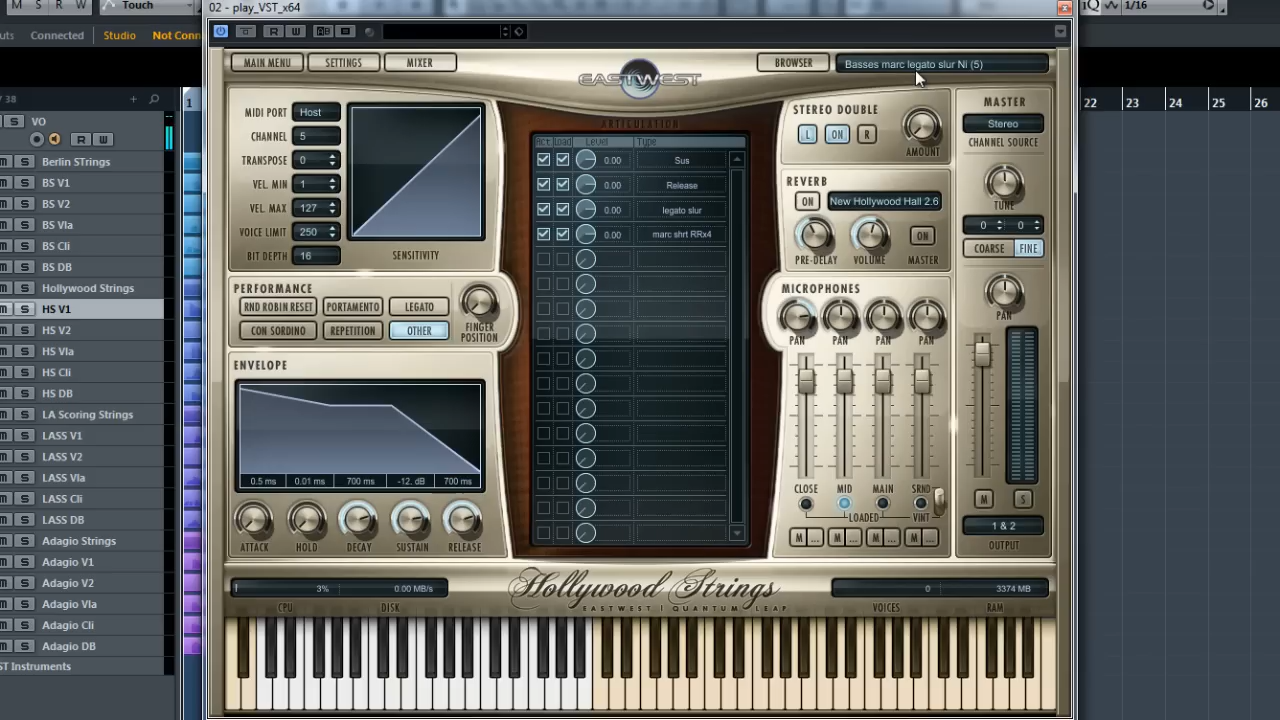 M S R W Touch
1/16
02 - play_VST_x64
Connected Studio
R W
MAIN MENU SETTINGS MIXER
EASTWEST
BROWSER Basses marc legato slur Ni (5)
38
1
22 23 24 25 26
VO
R W
Berlin STrings
BS V1
BS V2
BS Vla
BS Cli
BS DB
Hollywood Strings
HS V1
HS V2
HS Vla
HS Cli
HS DB
LA Scoring Strings
LASS V1
LASS V2
LASS Vla
LASS Cli
LASS DB
Adagio Strings
Adagio V1
Adagio V2
Adagio Vla
Adagio Cli
Adagio DB
ST Instruments
MIDI PORT Host
CHANNEL 5
TRANSPOSE 0
VEL. MIN 1
VEL. MAX 127
VOICE LIMIT 250
BIT DEPTH 16
SENSITIVITY
PERFORMANCE
RND ROBIN RESET PORTAMENTO LEGATO
CON SORDINO REPETITION OTHER
FINGER
POSITION
ENVELOPE
0.5 ms 0.01 ms 700 ms -12. dB 700 ms
ATTACK HOLD DECAY SUSTAIN RELEASE
ARTICULATION
Act Load Level Type
0.00 Sus
0.00 Release
0.00 legato slur
0.00 marc shrt RRx4
STEREO DOUBLE
L ON R
AMOUNT
REVERB
ON New Hollywood Hall 2.6
ON
PRE-DELAY VOLUME MASTER
MICROPHONES
PAN PAN PAN PAN
CLOSE MID MAIN SRND
LOADED VINT
M ... M ... M ... M ...
MASTER
Stereo
CHANNEL SOURCE
TUNE
0 0
COARSE FINE
PAN
M S
1 & 2
OUTPUT
3% 0.00 MB/s
CPU DISK
Hollywood Strings
EASTWEST | QUANTUM LEAP
0 3374 MB
VOICES RAM